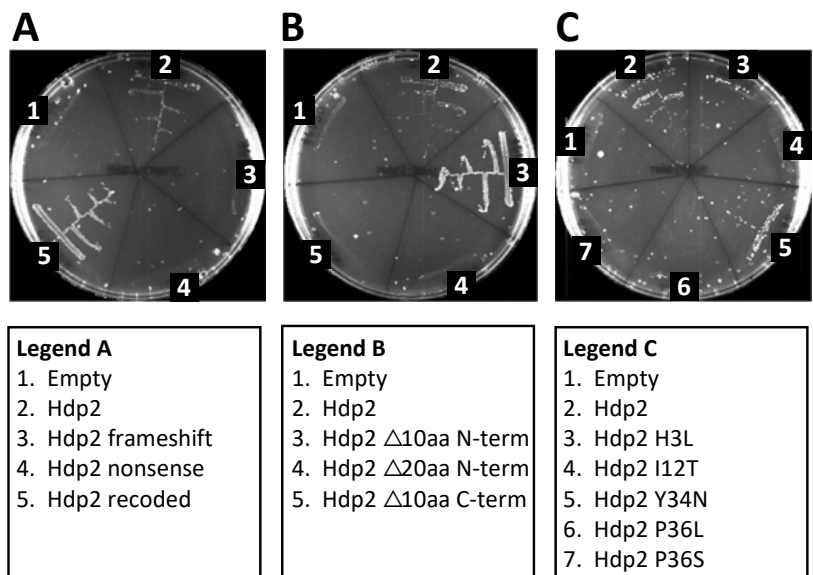 A
B
C
1
2
3
4
5
1
2
3
4
5
1
2
3
4
5
6
7
Legend A
1. Empty
2. Hdp2
3. Hdp2 frameshift
4. Hdp2 nonsense
5. Hdp2 recoded
Legend B
1. Empty
2. Hdp2
3. Hdp2 △10aa N-term
4. Hdp2 △20aa N-term
5. Hdp2 △10aa C-term
Legend C
1. Empty
2. Hdp2
3. Hdp2 H3L
4. Hdp2 I12T
5. Hdp2 Y34N
6. Hdp2 P36L
7. Hdp2 P36S